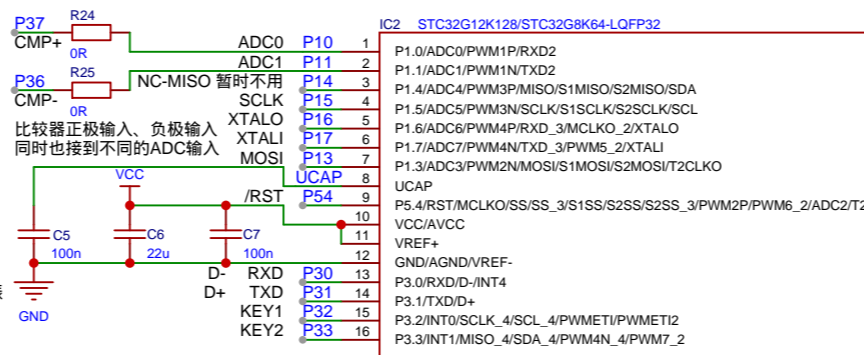 P37
R24
CMP+
0R
P36
R25
CMP-
0R
比较器正极输入、负极输入
同时也接到不同的ADC输入
IC2 STC32G12K128/STC32G8K64-LQFP32
ADC0 P10 1 P1.0/ADC0/PWM1P/RXD2
ADC1 P11 2 P1.1/ADC1/PWM1N/TXD2
NC-MISO 暂时不用 P14 3 P1.4/ADC4/PWM3P/MISO/S1MISO/S2MISO/SDA
SCLK P15 4 P1.5/ADC5/PWM3N/SCLK/S1SCLK/S2SCLK/SCL
XTALO P16 5 P1.6/ADC6/PWM4P/RXD_3/MCLKO_2/XTALO
XTALI P17 6 P1.7/ADC7/PWM4N/TXD_3/PWM5_2/XTALI
MOSI P13 7 P1.3/ADC3/PWM2N/MOSI/S1MOSI/S2MOSI/T2CLKO
UCAP 8 UCAP
/RST P54 9 P5.4/RST/MCLKO/SS/SS_3/S1SS/S2SS/S2SS_3/PWM2P/PWM6_2/ADC2/T2
10 VCC/AVCC
11 VREF+
12 GND/AGND/VREF-
D- RXD P30 13 P3.0/RXD/D-/INT4
D+ TXD P31 14 P3.1/TXD/D+
KEY1 P32 15 P3.2/INT0/SCLK_4/SCL_4/PWMETI/PWMETI2
KEY2 P33 16 P3.3/INT1/MISO_4/SDA_4/PWM4N_4/PWM7_2
VCC
C5
100n
C6
22u
C7
100n
GND